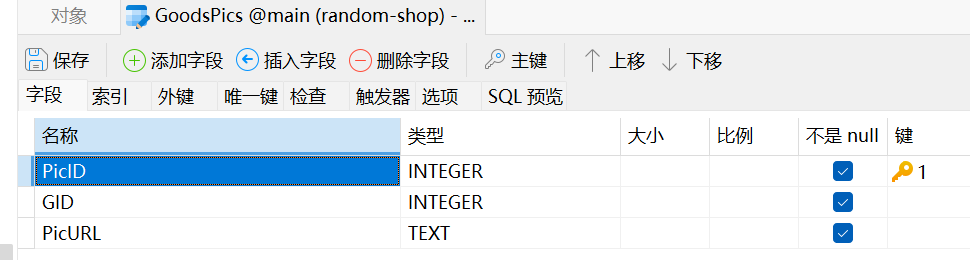 对象 GoodsPics @main (random-shop) - ...
保存 添加字段 插入字段 删除字段 主键 上移 下移
字段 索引 外键 唯一键 检查 触发器 选项 SQL 预览
名称 类型 大小 比例 不是 null 键
PicID INTEGER 1
GID INTEGER
PicURL TEXT